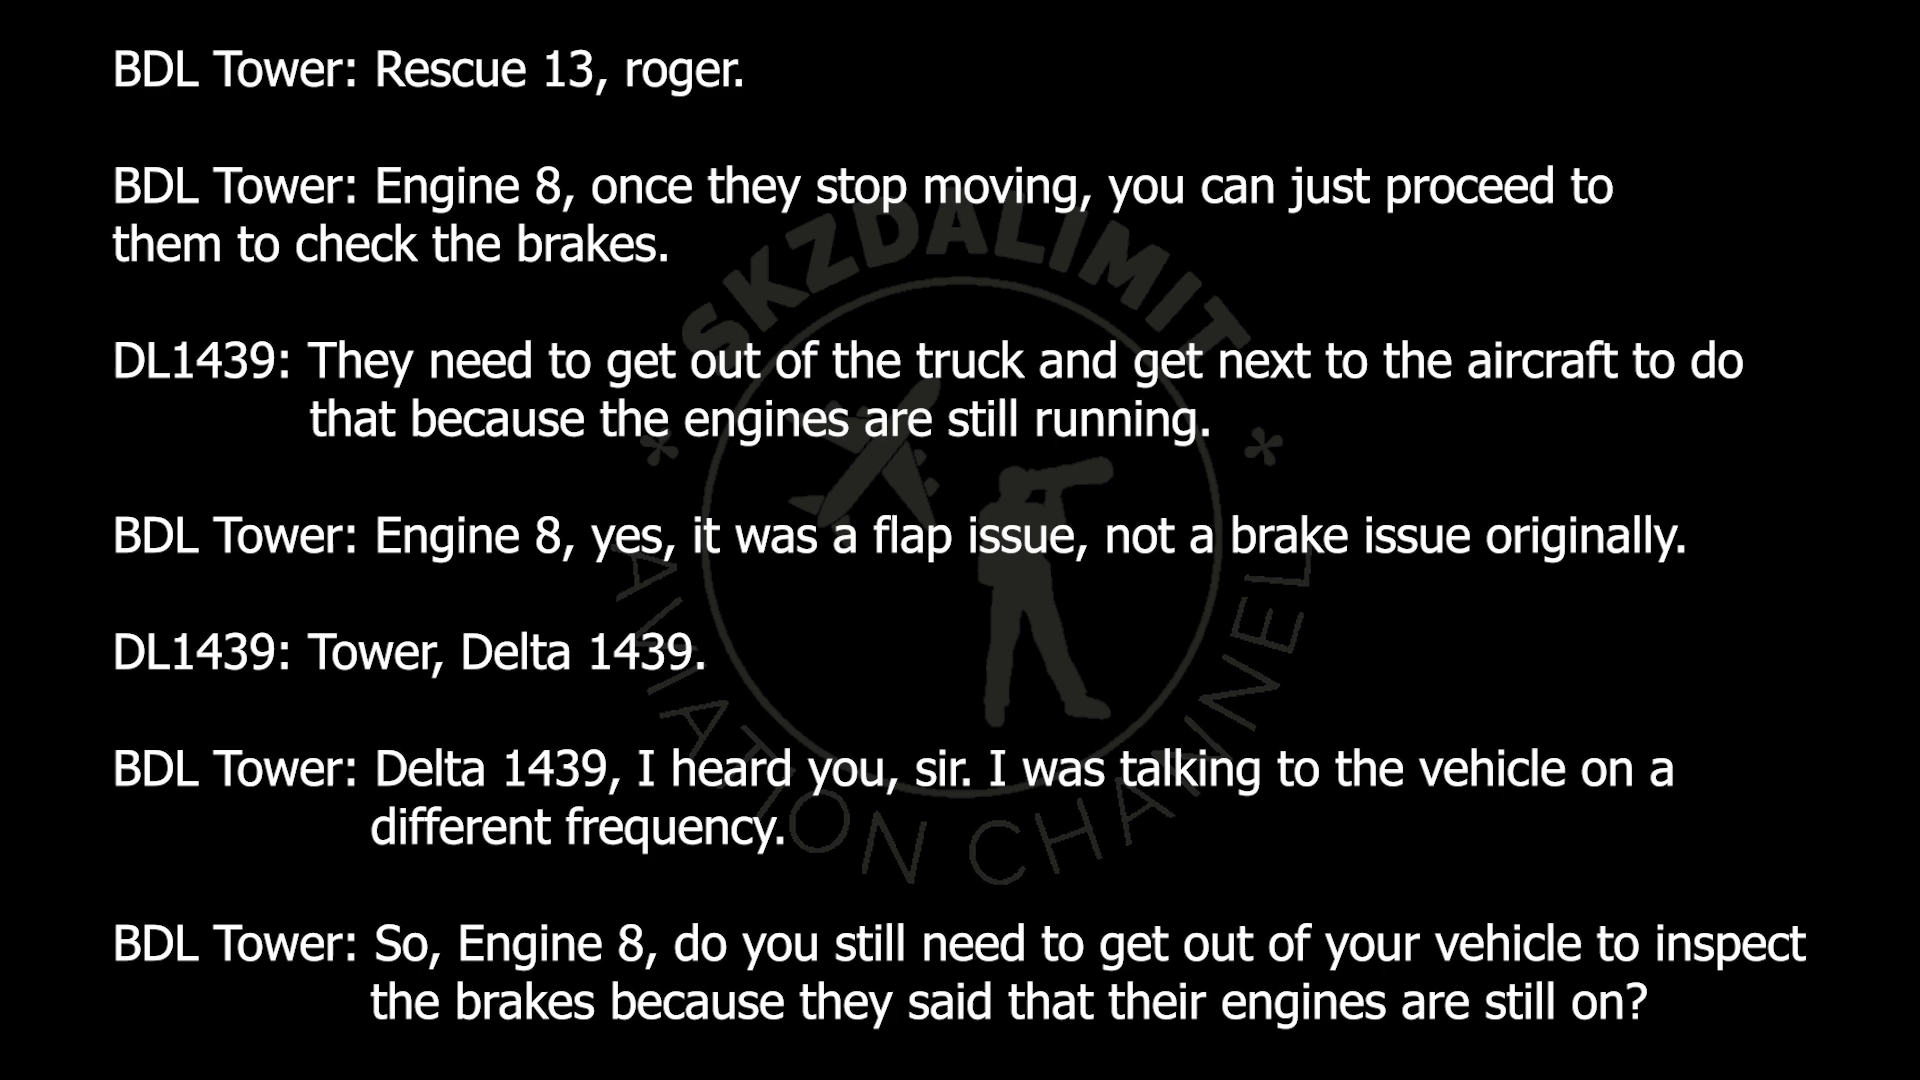 BDL Tower: Rescue 13, roger.
BDL Tower: Engine 8, once they stop moving, you can just proceed to
them to check the brakes.
DL1439: They need to get out of the truck and get next to the aircraft to do
that because the engines are still running.
BDL Tower: Engine 8, yes, it was a flap issue, not a brake issue originally.
DL1439: Tower, Delta 1439.
BDL Tower: Delta 1439, I heard you, sir. I was talking to the vehicle on a
different frequency.
BDL Tower: So, Engine 8, do you still need to get out of your vehicle to inspect
the brakes because they said that their engines are still on?
SKZDALIMIT
* *
AVIATION CHANNEL